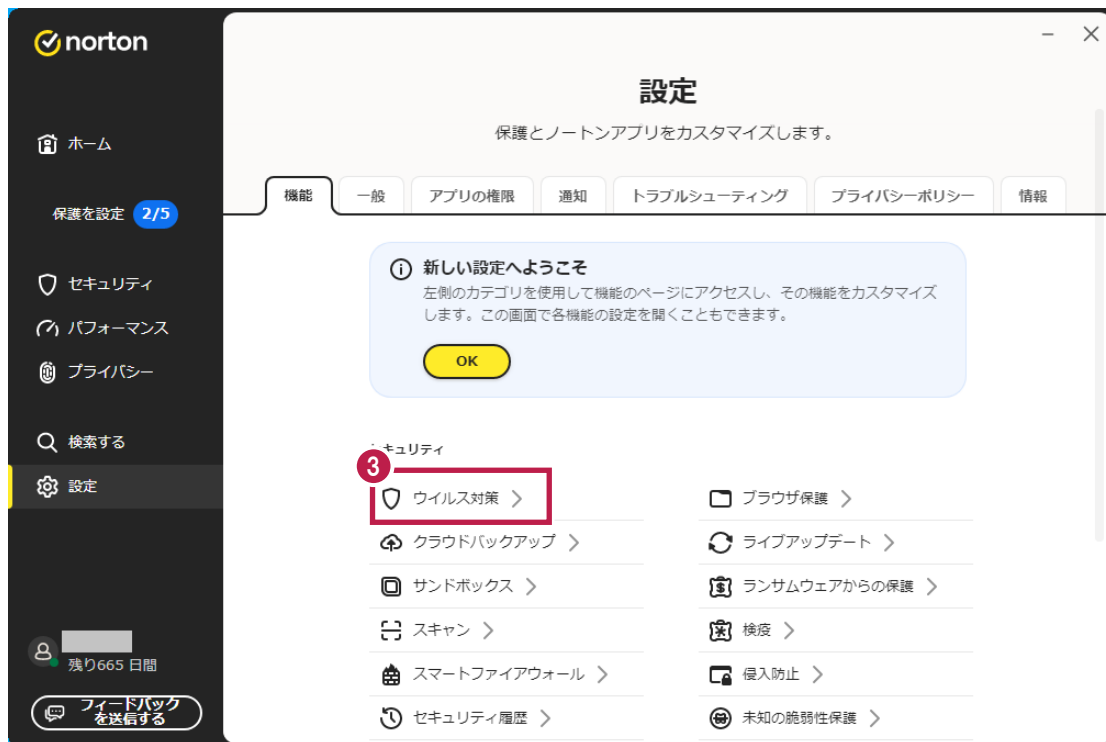 norton
ホーム
保護を設定 2/5
セキュリティ
パフォーマンス
プライバシー
検索する
設定
残り665 日間
フィードバック
を送信する
設定
保護とノートンアプリをカスタマイズします。
機能 一般 アプリの権限 通知 トラブルシューティング プライバシーポリシー 情報
新しい設定へようこそ
左側のカテゴリを使用して機能のページにアクセスし、その機能をカスタマイズ
します。この画面で各機能の設定を開くこともできます。
OK
キュリティ
3
ウイルス対策
ブラウザ保護
クラウドバックアップ
ライブアップデート
サンドボックス
ランサムウェアからの保護
スキャン
検疫
スマートファイアウォール
侵入防止
セキュリティ履歴
未知の脆弱性保護